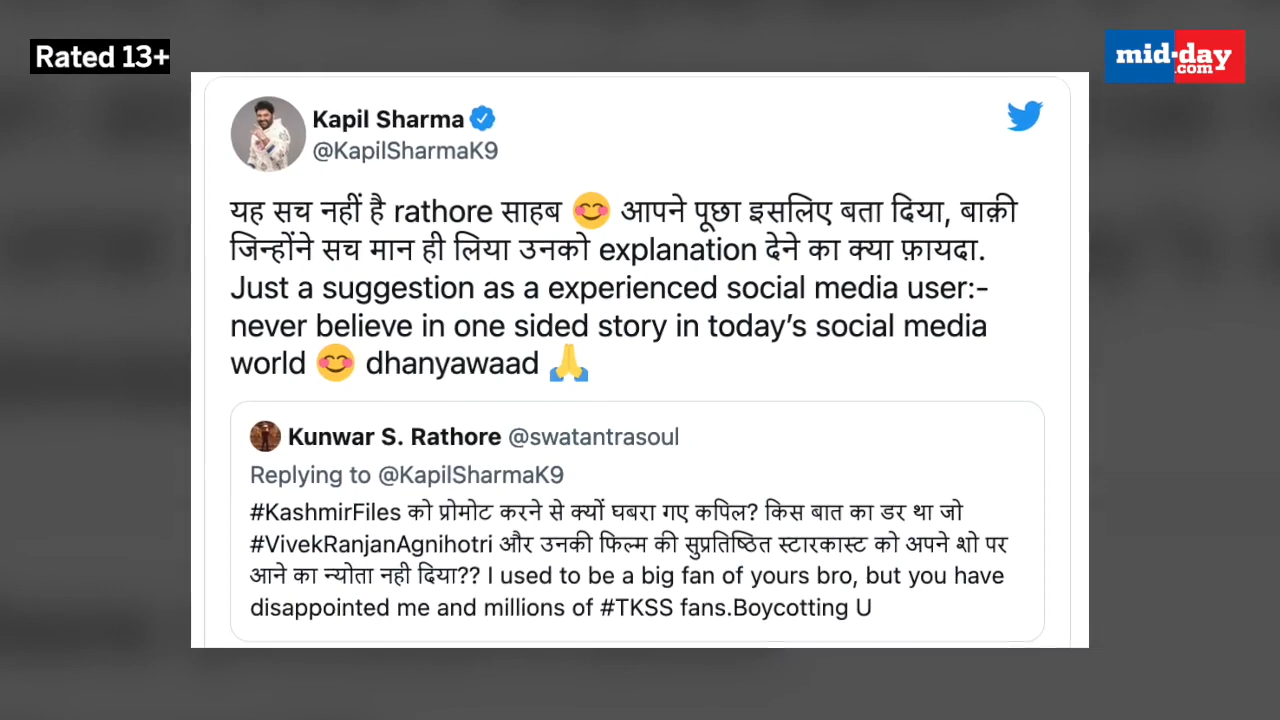 Rated 13+
mid-day
.com
Kapil Sharma
@KapilSharmaK9
यह सच नहीं है rathore साहब 😊 आपने पूछा इसलिए बता दिया, बाक़ी
जिन्होंने सच मान ही लिया उनको explanation देने का क्या फ़ायदा.
Just a suggestion as a experienced social media user:-
never believe in one sided story in today’s social media
world 😊 dhanyawaad 🙏
Kunwar S. Rathore @swatantrasoul
Replying to @KapilSharmaK9
#KashmirFiles को प्रोमोट करने से क्यों घबरा गए कपिल? किस बात का डर था जो
#VivekRanjanAgnihotri और उनकी फिल्म की सुप्रतिष्ठित स्टारकास्ट को अपने शो पर
आने का न्योता नही दिया?? I used to be a big fan of yours bro, but you have
disappointed me and millions of #TKSS fans.Boycotting U